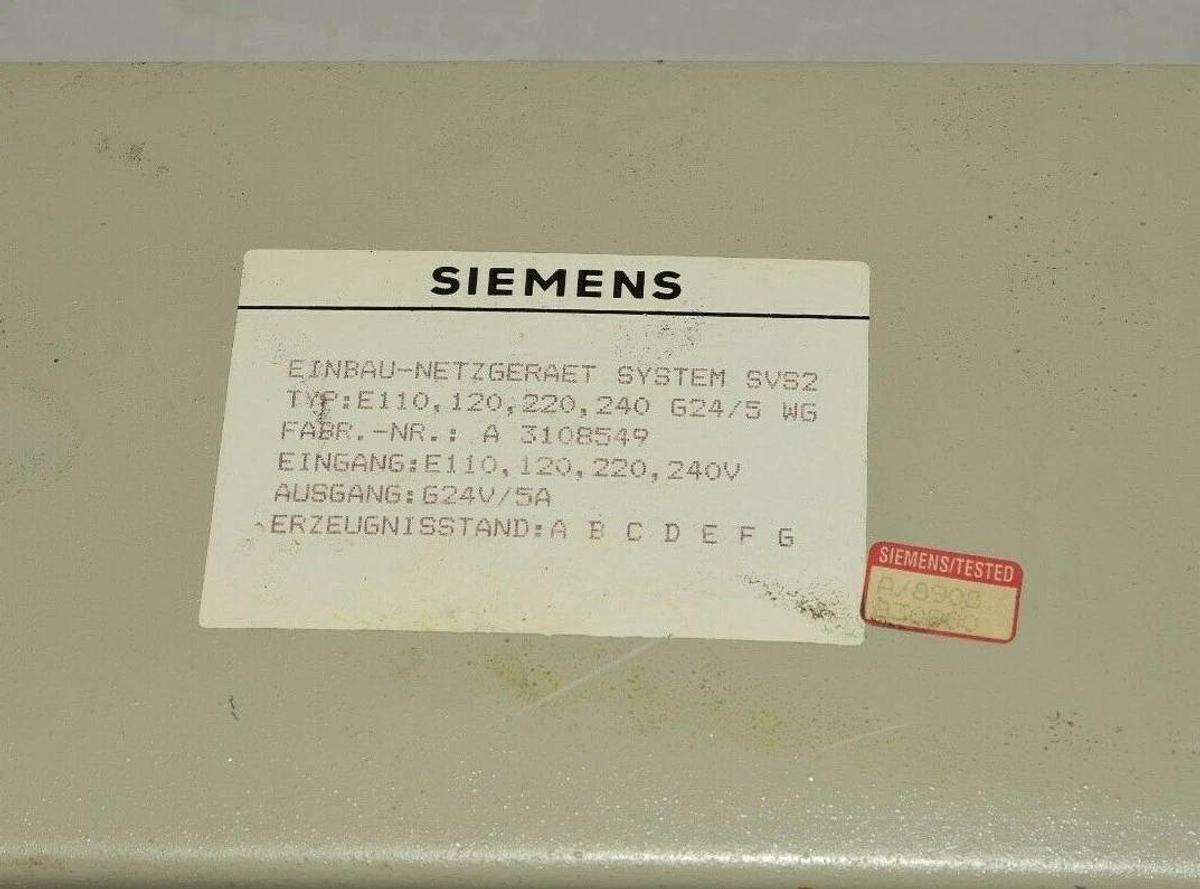 SIEMENS
EINBAU-NETZGERAET SYSTEM SVS2
TYP:E110,120,220,240 G24/5 WG
FABR.-NR.: A 3108549
EINGANG:E110,120,220,240V
AUSGANG:G24V/5A
ERZEUGNISSTAND:A B C D E F G
SIEMENS/TESTED
A/8908